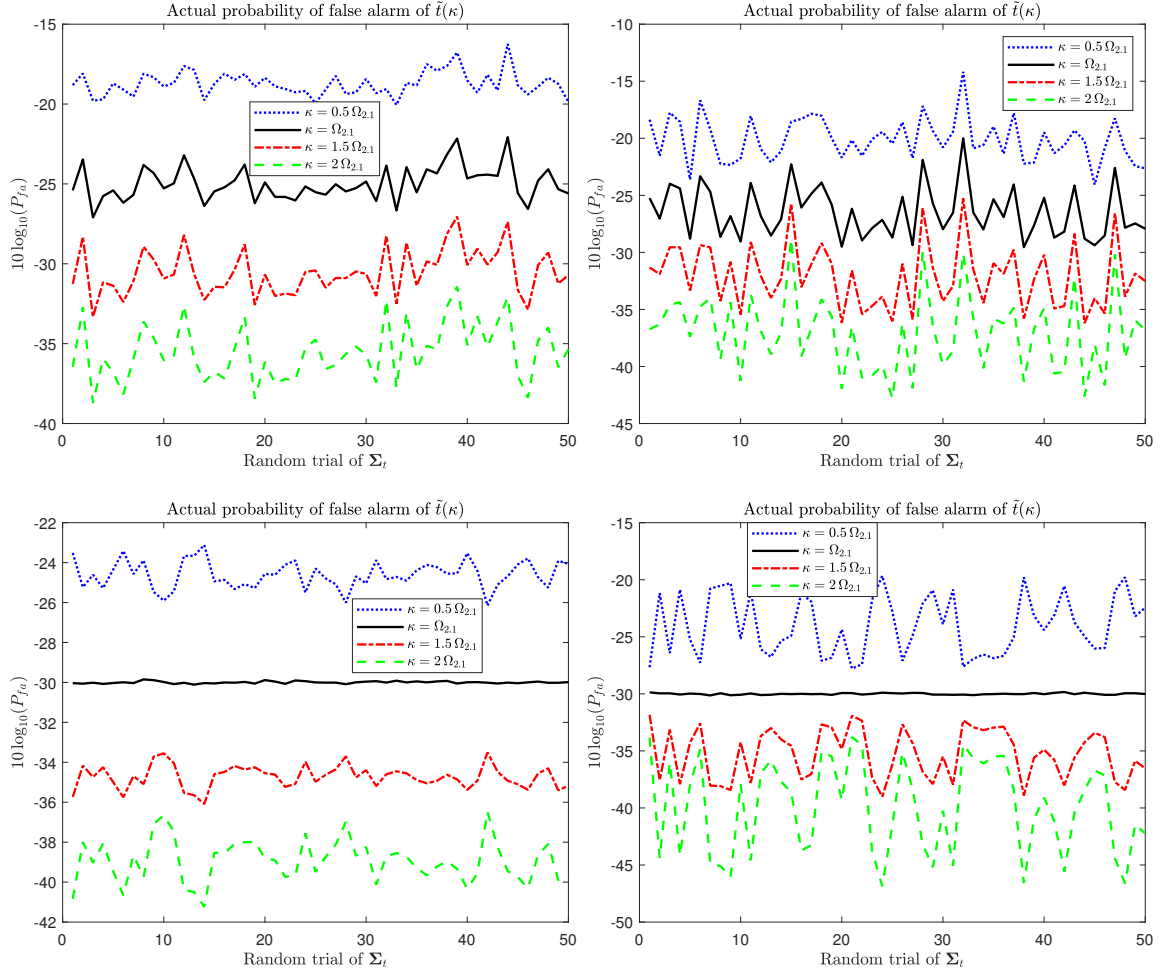 Actual probability of false alarm of t̃(κ)
-15
-20
-25
-30
-35
-40
10 log₁₀(P_fa)
κ = 0.5 Ω₂.₁
κ = Ω₂.₁
κ = 1.5 Ω₂.₁
κ = 2 Ω₂.₁
0 10 20 30 40 50
Random trial of Σ_t
Actual probability of false alarm of t̃(κ)
-10
-15
-20
-25
-30
-35
-40
-45
10 log₁₀(P_fa)
κ = 0.5 Ω₂.₁
κ = Ω₂.₁
κ = 1.5 Ω₂.₁
κ = 2 Ω₂.₁
0 10 20 30 40 50
Random trial of Σ_t
Actual probability of false alarm of t̃(κ)
-22
-24
-26
-28
-30
-32
-34
-36
-38
-40
-42
10 log₁₀(P_fa)
κ = 0.5 Ω₂.₁
κ = Ω₂.₁
κ = 1.5 Ω₂.₁
κ = 2 Ω₂.₁
0 10 20 30 40 50
Random trial of Σ_t
Actual probability of false alarm of t̃(κ)
-15
-20
-25
-30
-35
-40
-45
-50
10 log₁₀(P_fa)
κ = 0.5 Ω₂.₁
κ = Ω₂.₁
κ = 1.5 Ω₂.₁
κ = 2 Ω₂.₁
0 10 20 30 40 50
Random trial of Σ_t